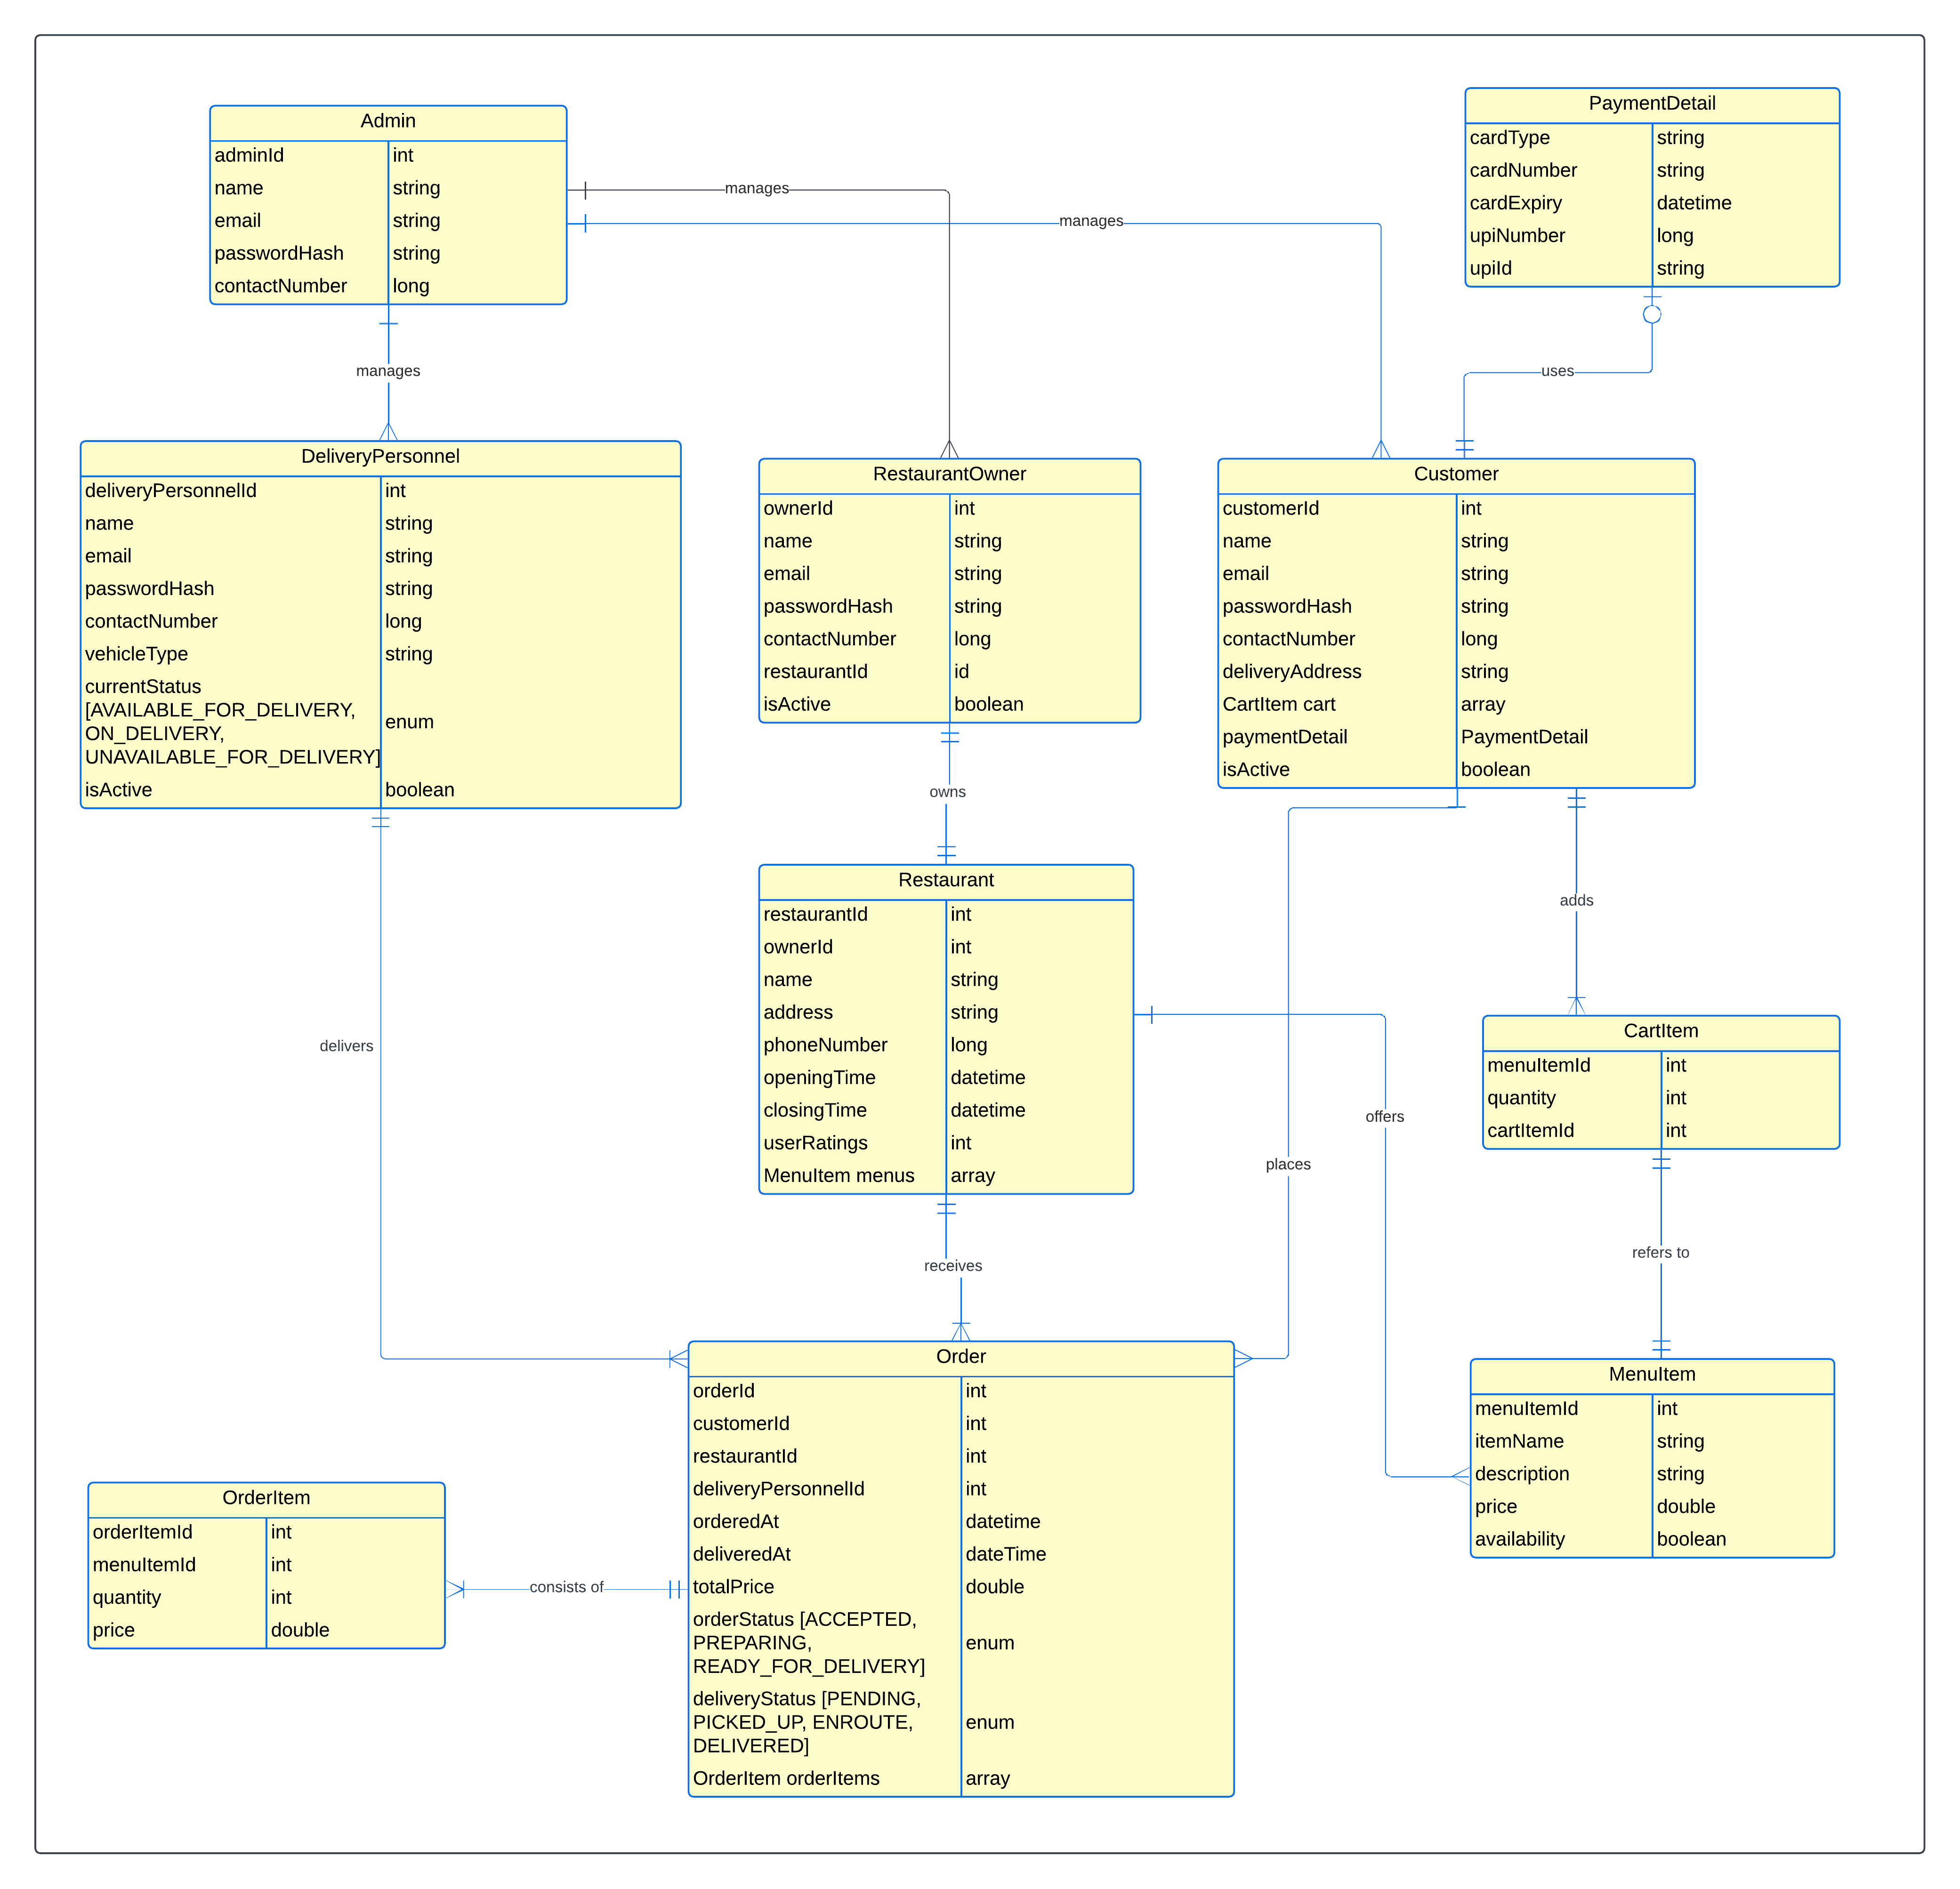 Admin
adminId int
name string
email string
passwordHash string
contactNumber long
PaymentDetail
cardType string
cardNumber string
cardExpiry datetime
upiNumber long
upiId string
manages
manages
manages
uses
DeliveryPersonnel
deliveryPersonnelId int
name string
email string
passwordHash string
contactNumber long
vehicleType string
currentStatus
[AVAILABLE_FOR_DELIVERY,
ON_DELIVERY,
UNAVAILABLE_FOR_DELIVERY]
enum
isActive boolean
RestaurantOwner
ownerId int
name string
email string
passwordHash string
contactNumber long
restaurantId id
isActive boolean
Customer
customerId int
name string
email string
passwordHash string
contactNumber long
deliveryAddress string
CartItem cart array
paymentDetail PaymentDetail
isActive boolean
owns
adds
Restaurant
restaurantId int
ownerId int
name string
address string
phoneNumber long
openingTime datetime
closingTime datetime
userRatings int
MenuItem menus array
delivers
CartItem
menuItemId int
quantity int
cartItemId int
offers
places
receives
refers to
Order
orderId int
customerId int
restaurantId int
deliveryPersonnelId int
orderedAt datetime
deliveredAt dateTime
totalPrice double
orderStatus [ACCEPTED,
PREPARING,
READY_FOR_DELIVERY]
enum
deliveryStatus [PENDING,
PICKED_UP, ENROUTE,
DELIVERED]
enum
OrderItem orderItems array
MenuItem
menuItemId int
itemName string
description string
price double
availability boolean
OrderItem
orderItemId int
menuItemId int
quantity int
price double
consists of